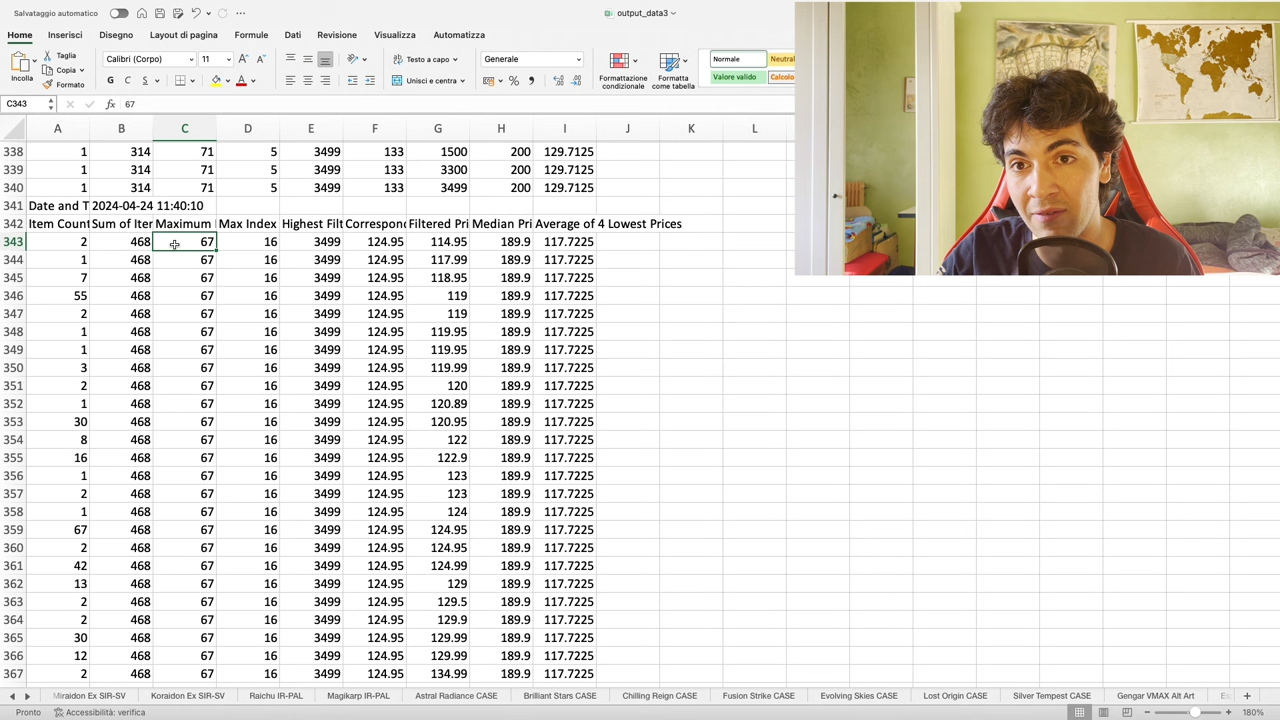 Salvataggio automatico
output_data3
Home Inserisci Disegno Layout di pagina Formule Dati Revisione Visualizza Automatizza
Incolla
Taglia
Copia
Formato
Calibri (Corpo) 11
G C S
A
Testo a capo
Unisci e centra
Generale
%
Formattazione condizionale
Formatta come tabella
Normale
Valore valido
Calcolo
C343 fx 67
A B C D E F G H I J K L
338 1 314 71 5 3499 133 1500 200 129.7125
339 1 314 71 5 3499 133 3300 200 129.7125
340 1 314 71 5 3499 133 3499 200 129.7125
341 Date and T 2024-04-24 11:40:10
342 Item Count Sum of Iter Maximum Max Index Highest Filt Correspond Filtered Pri Median Pri Average of 4 Lowest Prices
343 2 468 67 16 3499 124.95 114.95 189.9 117.7225
344 1 468 67 16 3499 124.95 117.99 189.9 117.7225
345 7 468 67 16 3499 124.95 118.95 189.9 117.7225
346 55 468 67 16 3499 124.95 119 189.9 117.7225
347 2 468 67 16 3499 124.95 119 189.9 117.7225
348 1 468 67 16 3499 124.95 119.95 189.9 117.7225
349 1 468 67 16 3499 124.95 119.95 189.9 117.7225
350 3 468 67 16 3499 124.95 119.99 189.9 117.7225
351 2 468 67 16 3499 124.95 120 189.9 117.7225
352 1 468 67 16 3499 124.95 120.89 189.9 117.7225
353 30 468 67 16 3499 124.95 120.95 189.9 117.7225
354 8 468 67 16 3499 124.95 122 189.9 117.7225
355 16 468 67 16 3499 124.95 122.9 189.9 117.7225
356 1 468 67 16 3499 124.95 123 189.9 117.7225
357 2 468 67 16 3499 124.95 123 189.9 117.7225
358 1 468 67 16 3499 124.95 124 189.9 117.7225
359 67 468 67 16 3499 124.95 124.95 189.9 117.7225
360 2 468 67 16 3499 124.95 124.95 189.9 117.7225
361 42 468 67 16 3499 124.95 124.99 189.9 117.7225
362 13 468 67 16 3499 124.95 129 189.9 117.7225
363 2 468 67 16 3499 124.95 129.5 189.9 117.7225
364 2 468 67 16 3499 124.95 129.9 189.9 117.7225
365 30 468 67 16 3499 124.95 129.99 189.9 117.7225
366 12 468 67 16 3499 124.95 129.99 189.9 117.7225
367 2 468 67 16 3499 124.95 134.99 189.9 117.7225
Miraidon Ex SIR-SV Koraidon Ex SIR-SV Raichu IR-PAL Magikarp IR-PAL Astral Radiance CASE Brilliant Stars CASE Chilling Reign CASE Fusion Strike CASE Evolving Skies CASE Lost Origin CASE Silver Tempest CASE Gengar VMAX Alt Art
Pronto Accessibilità: verifica 180%